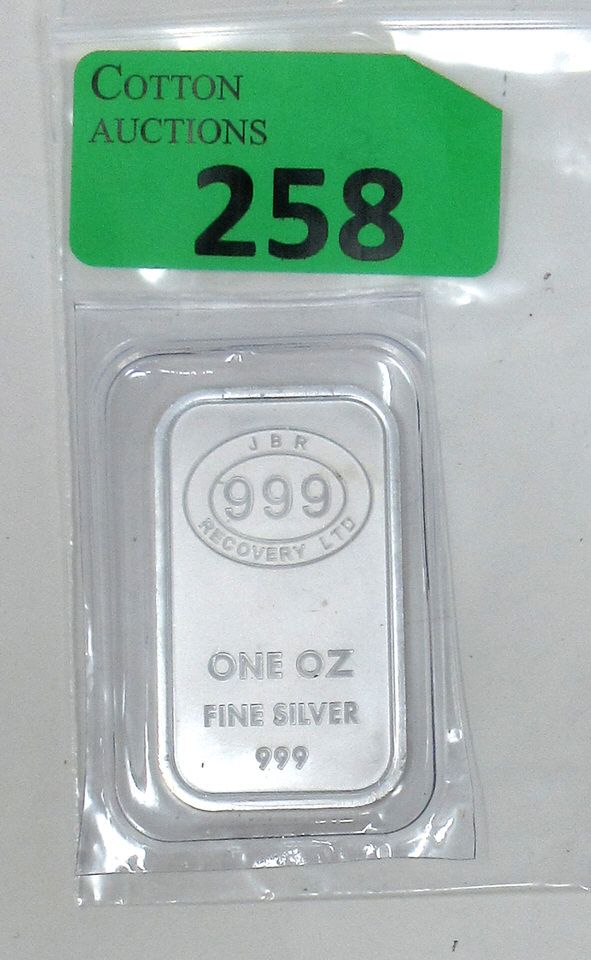 COTTON
AUCTIONS
258
JBR
999
RECOVERY LTD
ONE OZ
FINE SILVER
999